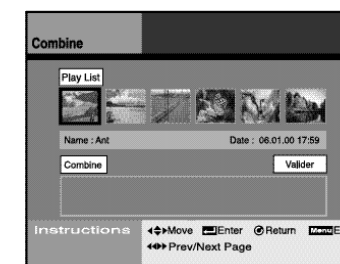 Combine
Play List
Name : Ant
Date : 06.01.00 17:59
Combine
Valider
Instructions
Move Enter Return Menu E
Prev/Next Page